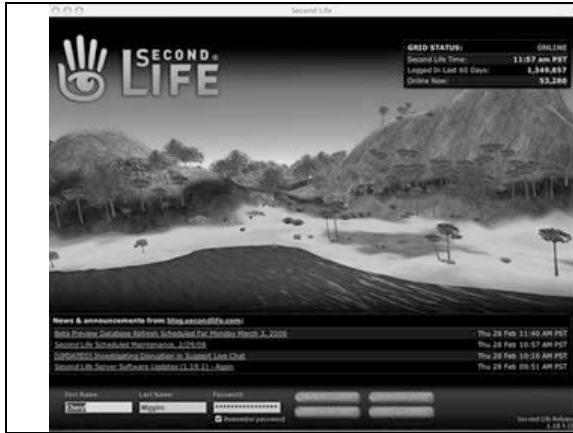 Second Life
SECOND
LIFE
GRID STATUS: ONLINE
Second Life Time: 11:57 am PST
Logged In Last 60 Days: 1,349,857
Online Now: 53,280
News & announcements from blog.secondlife.com:
Beta Preview Database Refresh Scheduled For Monday March 3, 2008 Thu 28 Feb 11:40 AM PST
Second Life Scheduled Maintenance, 2/29/08 Thu 28 Feb 10:57 AM PST
[UPDATED] Investigating Disruption in Support Live Chat Thu 28 Feb 10:10 AM PST
Second Life Server Software Updates (1.19.1) - Again Thu 28 Feb 09:51 AM PST
First Name: Last Name: Password:
Wiggins
Remember password
Second Life Release